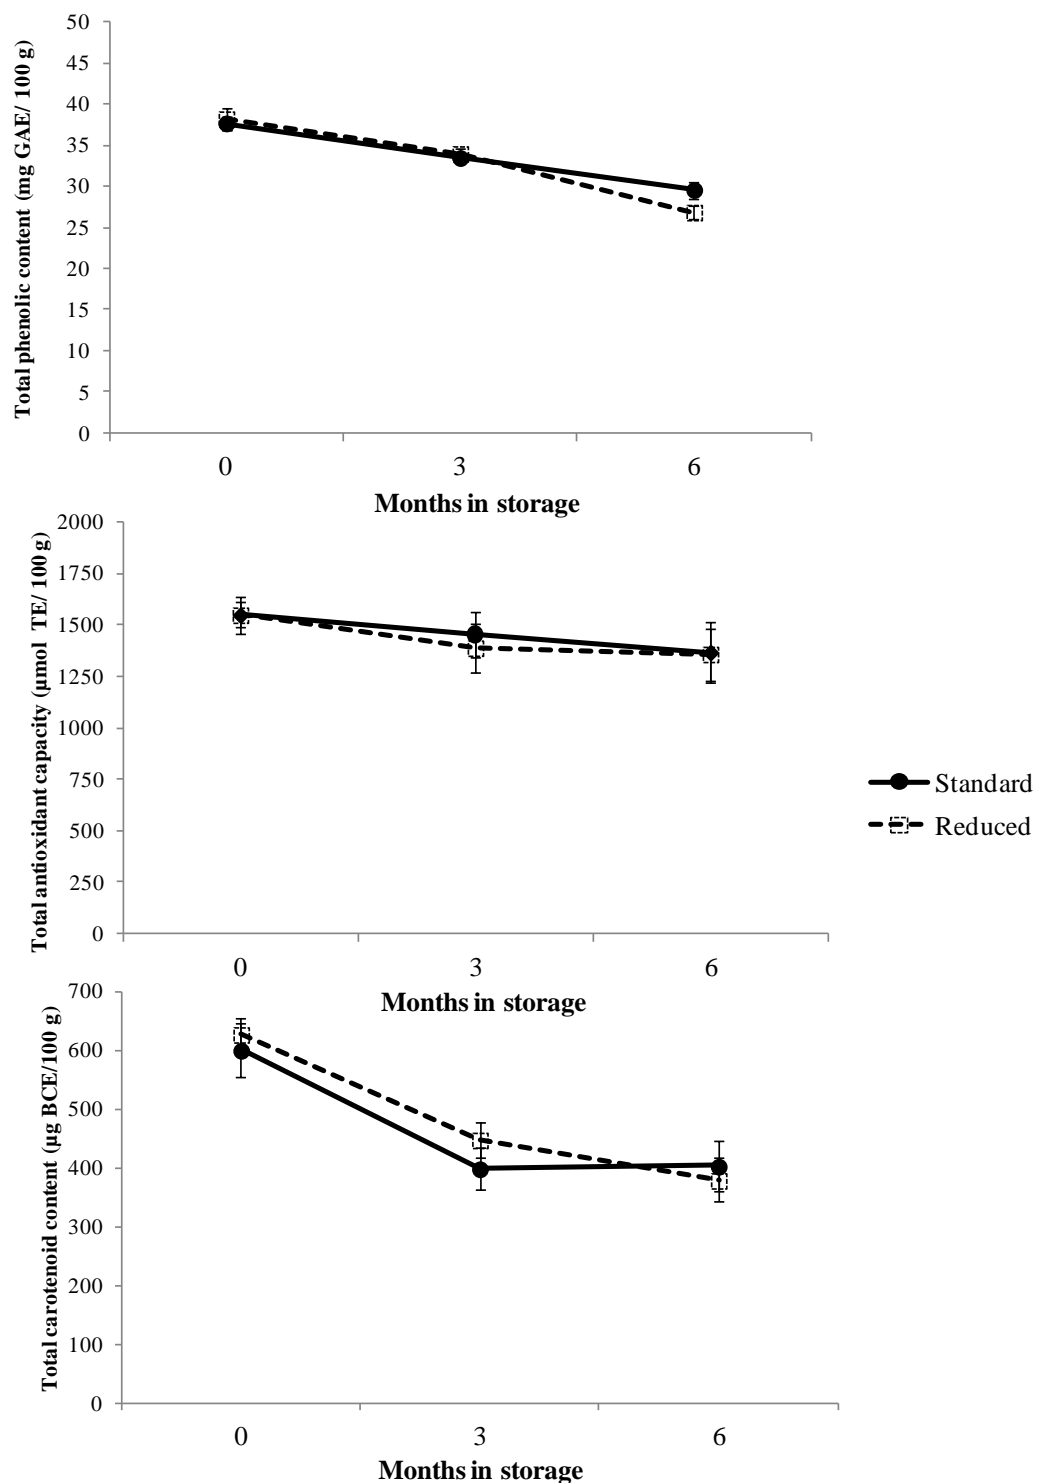 Total phenolic content (mg GAE/ 100 g)
50
45
40
35
30
25
20
15
10
5
0
0 3 6
Months in storage
Total antioxidant capacity (µmol TE/ 100 g)
2000
1750
1500
1250
1000
750
500
250
0
0 3 6
Months in storage
Standard
Reduced
Total carotenoid content (µg BCE/100 g)
700
600
500
400
300
200
100
0
0 3 6
Months in storage